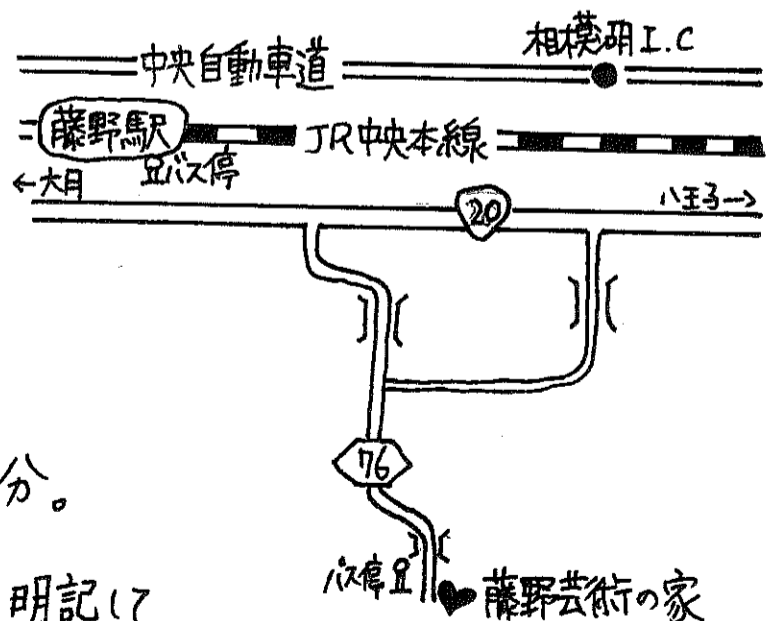 相模湖I.C
中央自動車道
藤野駅
JR中央本線
バス停
←大月
八王子→
20
76
分。
バス停
藤野芸術の家
明記して